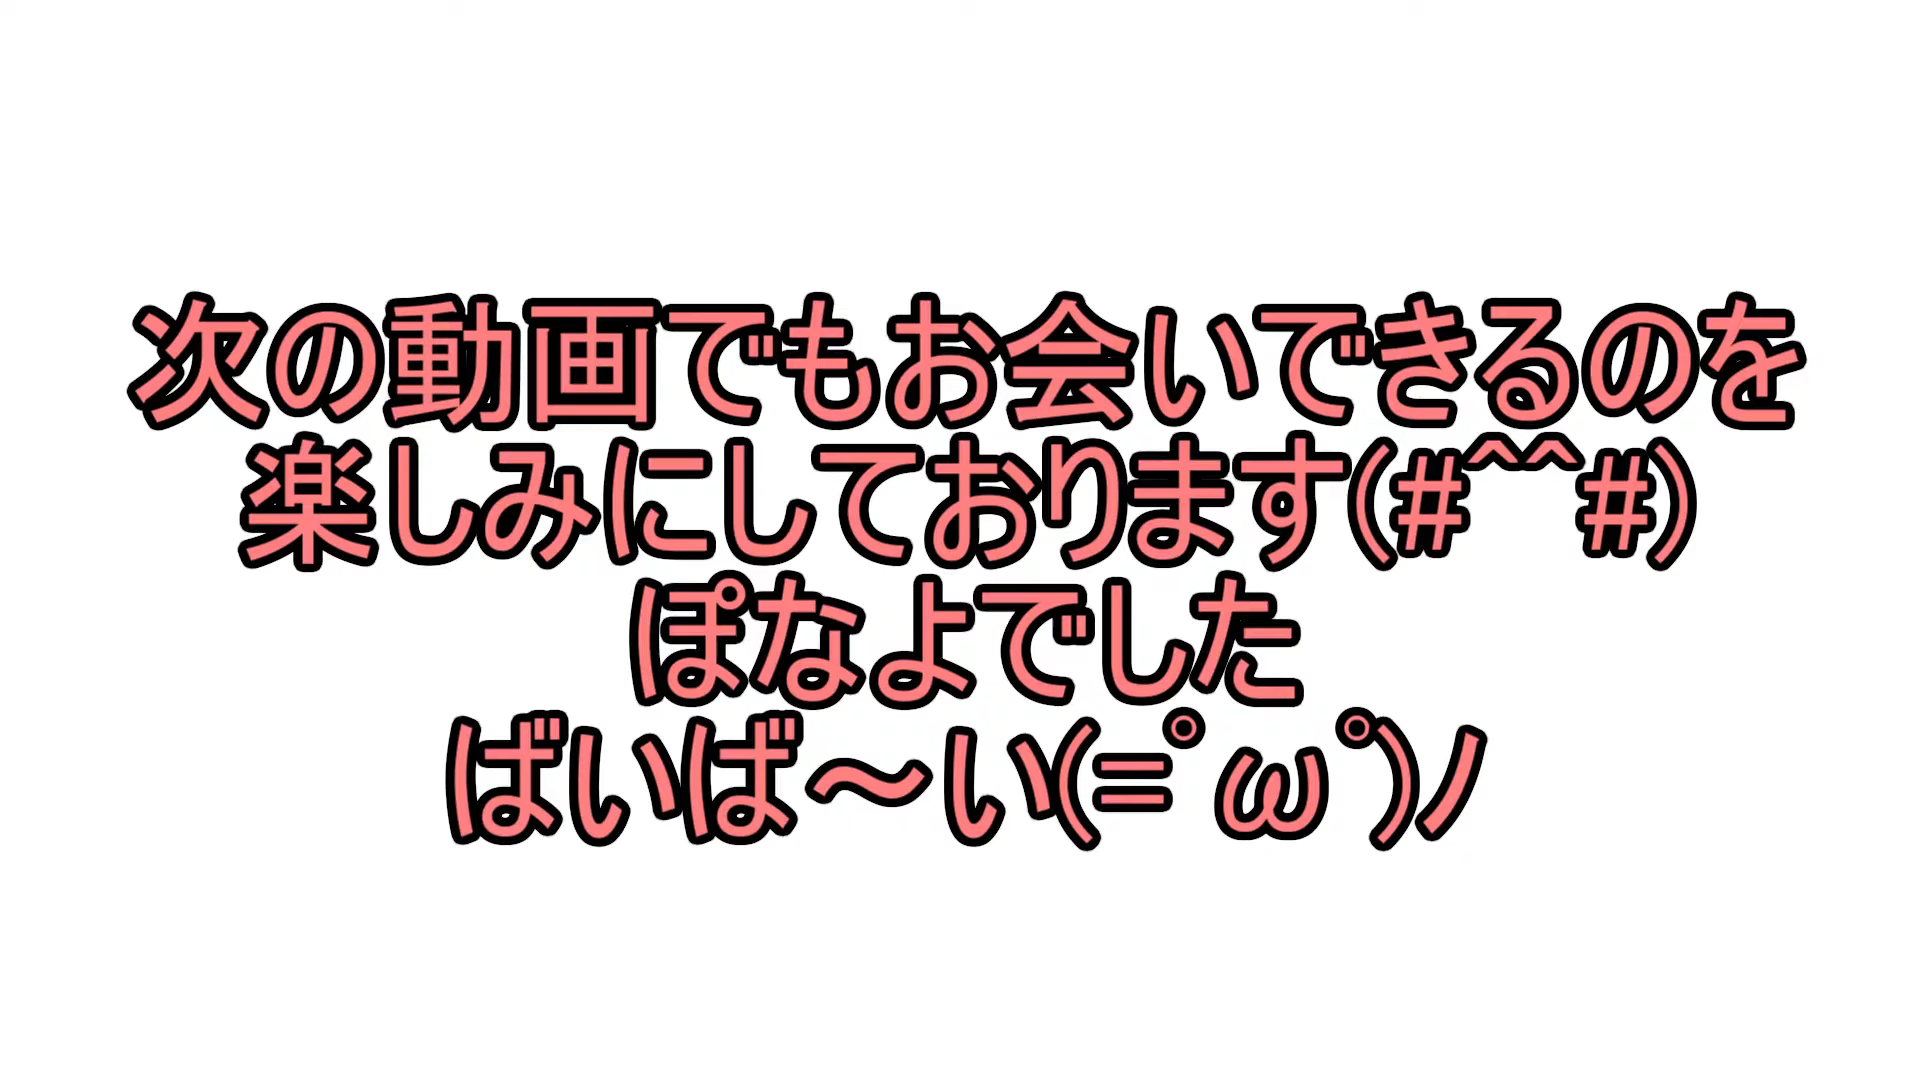 次の動画でもお会いできるのを
楽しみにしております(#^^#)
ぽなよでした
ばいば～い(=ﾟωﾟ)ﾉ